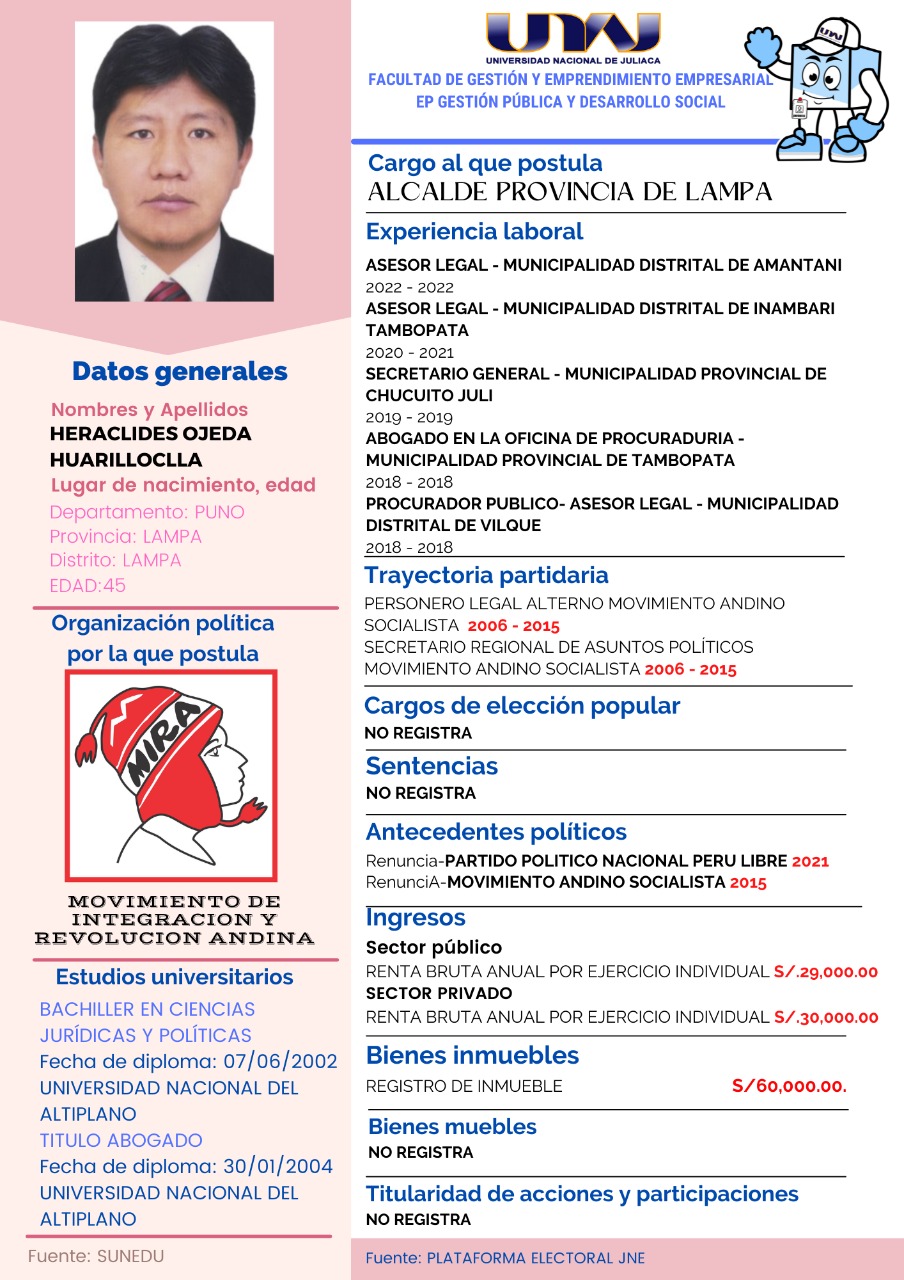 Datos generales
Nombres y Apellidos
HERACLIDES OJEDA
HUARILLOCLLA
Lugar de nacimiento, edad
Departamento: PUNO
Provincia: LAMPA
Distrito: LAMPA
EDAD:45
Organización política
por la que postula
MIRA
MOVIMIENTO DE
INTEGRACION Y
REVOLUCION ANDINA
Estudios universitarios
BACHILLER EN CIENCIAS
JURÍDICAS Y POLÍTICAS
Fecha de diploma: 07/06/2002
UNIVERSIDAD NACIONAL DEL
ALTIPLANO
TITULO ABOGADO
Fecha de diploma: 30/01/2004
UNIVERSIDAD NACIONAL DEL
ALTIPLANO
Fuente: SUNEDU
UNAJ
UNIVERSIDAD NACIONAL DE JULIACA
FACULTAD DE GESTIÓN Y EMPRENDIMIENTO EMPRESARIAL
EP GESTIÓN PÚBLICA Y DESARROLLO SOCIAL
UNAJ
Cargo al que postula
ALCALDE PROVINCIA DE LAMPA
Experiencia laboral
ASESOR LEGAL - MUNICIPALIDAD DISTRITAL DE AMANTANI
2022 - 2022
ASESOR LEGAL - MUNICIPALIDAD DISTRITAL DE INAMBARI
TAMBOPATA
2020 - 2021
SECRETARIO GENERAL - MUNICIPALIDAD PROVINCIAL DE
CHUCUITO JULI
2019 - 2019
ABOGADO EN LA OFICINA DE PROCURADURIA -
MUNICIPALIDAD PROVINCIAL DE TAMBOPATA
2018 - 2018
PROCURADOR PUBLICO- ASESOR LEGAL - MUNICIPALIDAD
DISTRITAL DE VILQUE
2018 - 2018
Trayectoria partidaria
PERSONERO LEGAL ALTERNO MOVIMIENTO ANDINO
SOCIALISTA 2006 - 2015
SECRETARIO REGIONAL DE ASUNTOS POLÍTICOS
MOVIMIENTO ANDINO SOCIALISTA 2006 - 2015
Cargos de elección popular
NO REGISTRA
Sentencias
NO REGISTRA
Antecedentes políticos
Renuncia-PARTIDO POLITICO NACIONAL PERU LIBRE 2021
RenunciA-MOVIMIENTO ANDINO SOCIALISTA 2015
Ingresos
Sector público
RENTA BRUTA ANUAL POR EJERCICIO INDIVIDUAL S/.29,000.00
SECTOR PRIVADO
RENTA BRUTA ANUAL POR EJERCICIO INDIVIDUAL S/.30,000.00
Bienes inmuebles
REGISTRO DE INMUEBLE S/60,000.00.
Bienes muebles
NO REGISTRA
Titularidad de acciones y participaciones
NO REGISTRA
Fuente: PLATAFORMA ELECTORAL JNE